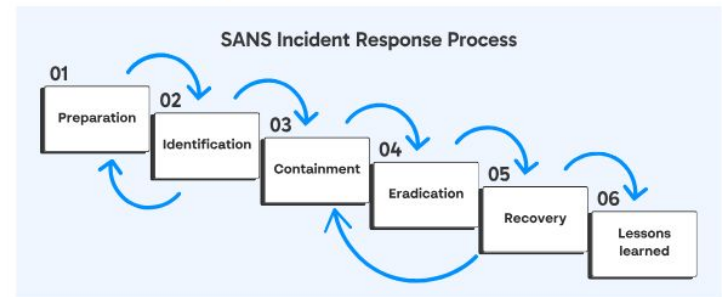 SANS Incident Response Process
01
Preparation
02
Identification
03
Containment
04
Eradication
05
Recovery
06
Lessons
learned